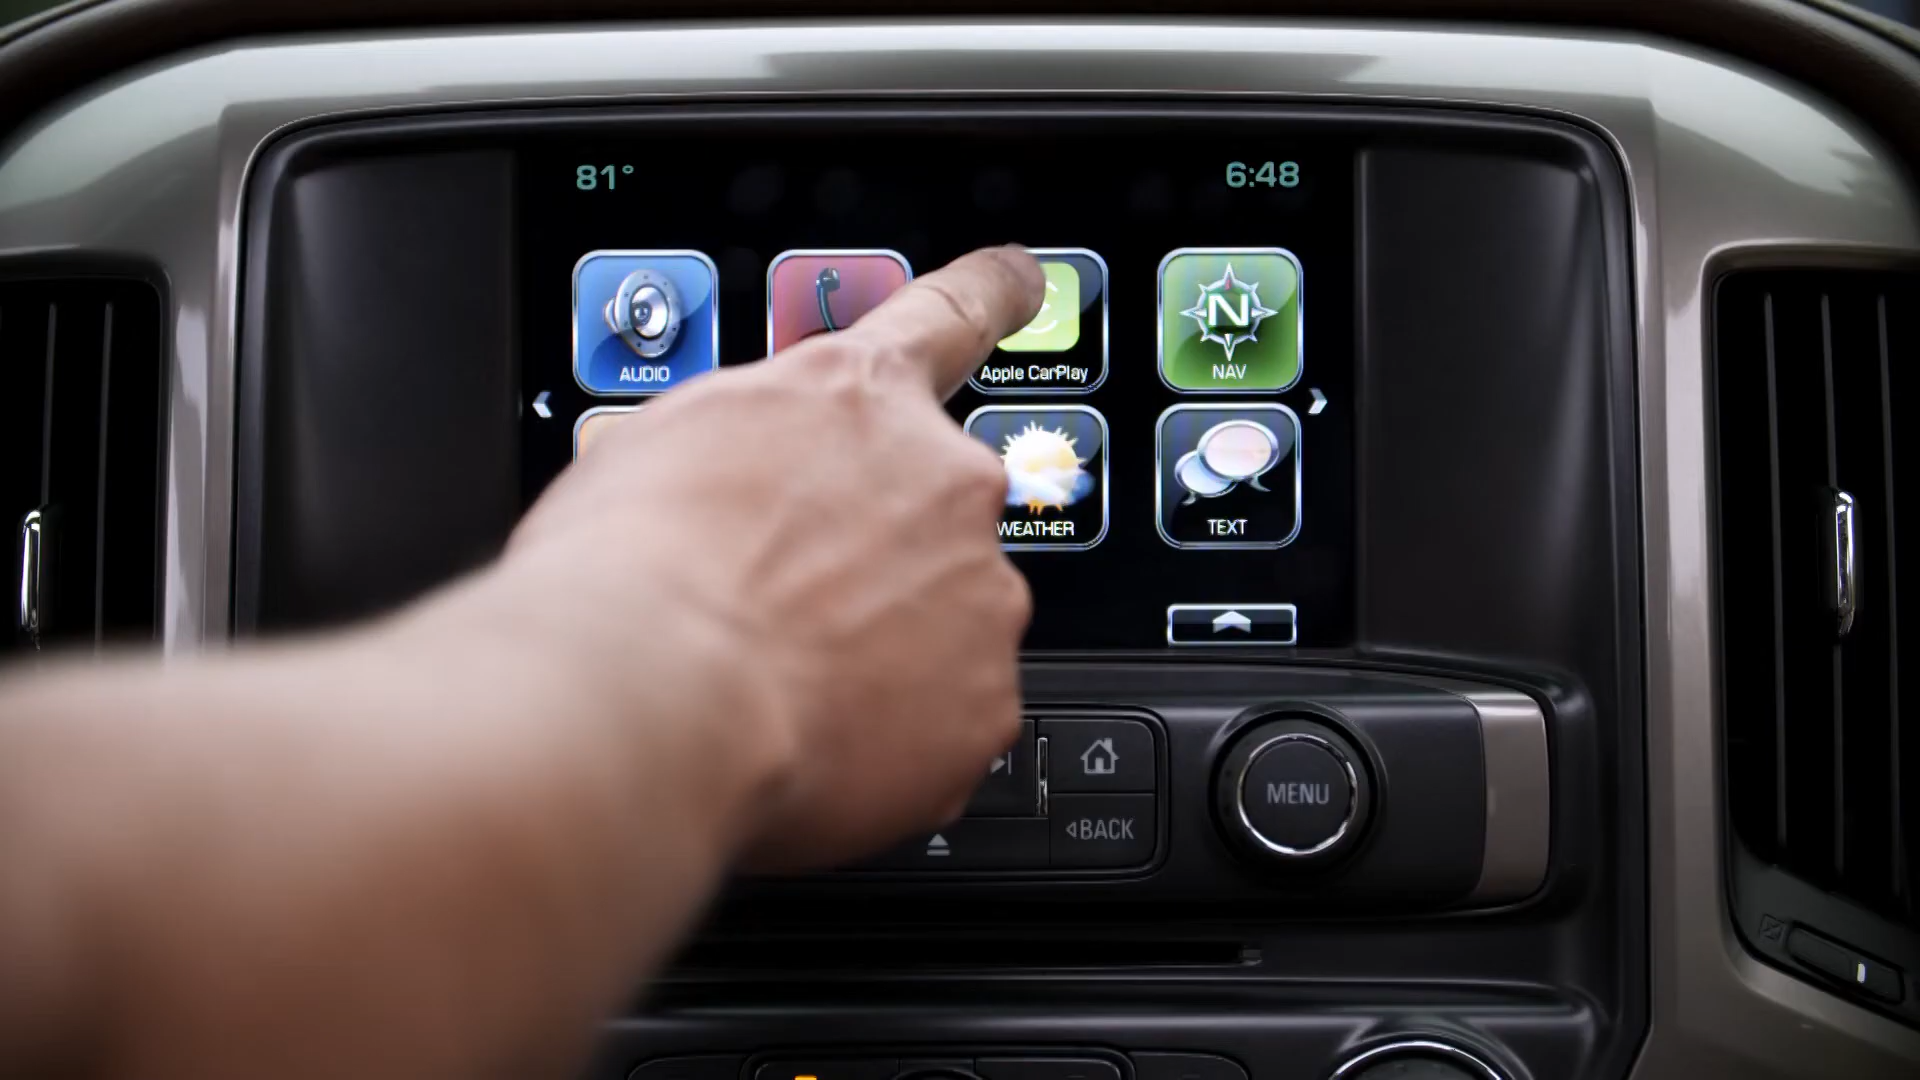 81°
6:48
AUDIO
Apple CarPlay
NAV
N
WEATHER
TEXT
MENU
BACK